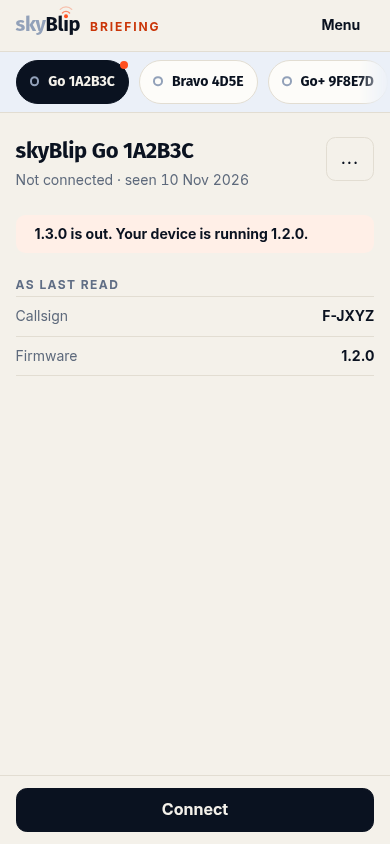 skyBlip BRIEFING Menu
Go 1A2B3C Bravo 4D5E Go+ 9F8E7D
skyBlip Go 1A2B3C
...
Not connected · seen 10 Nov 2026
1.3.0 is out. Your device is running 1.2.0.
AS LAST READ
Callsign F-JXYZ
Firmware 1.2.0
Connect